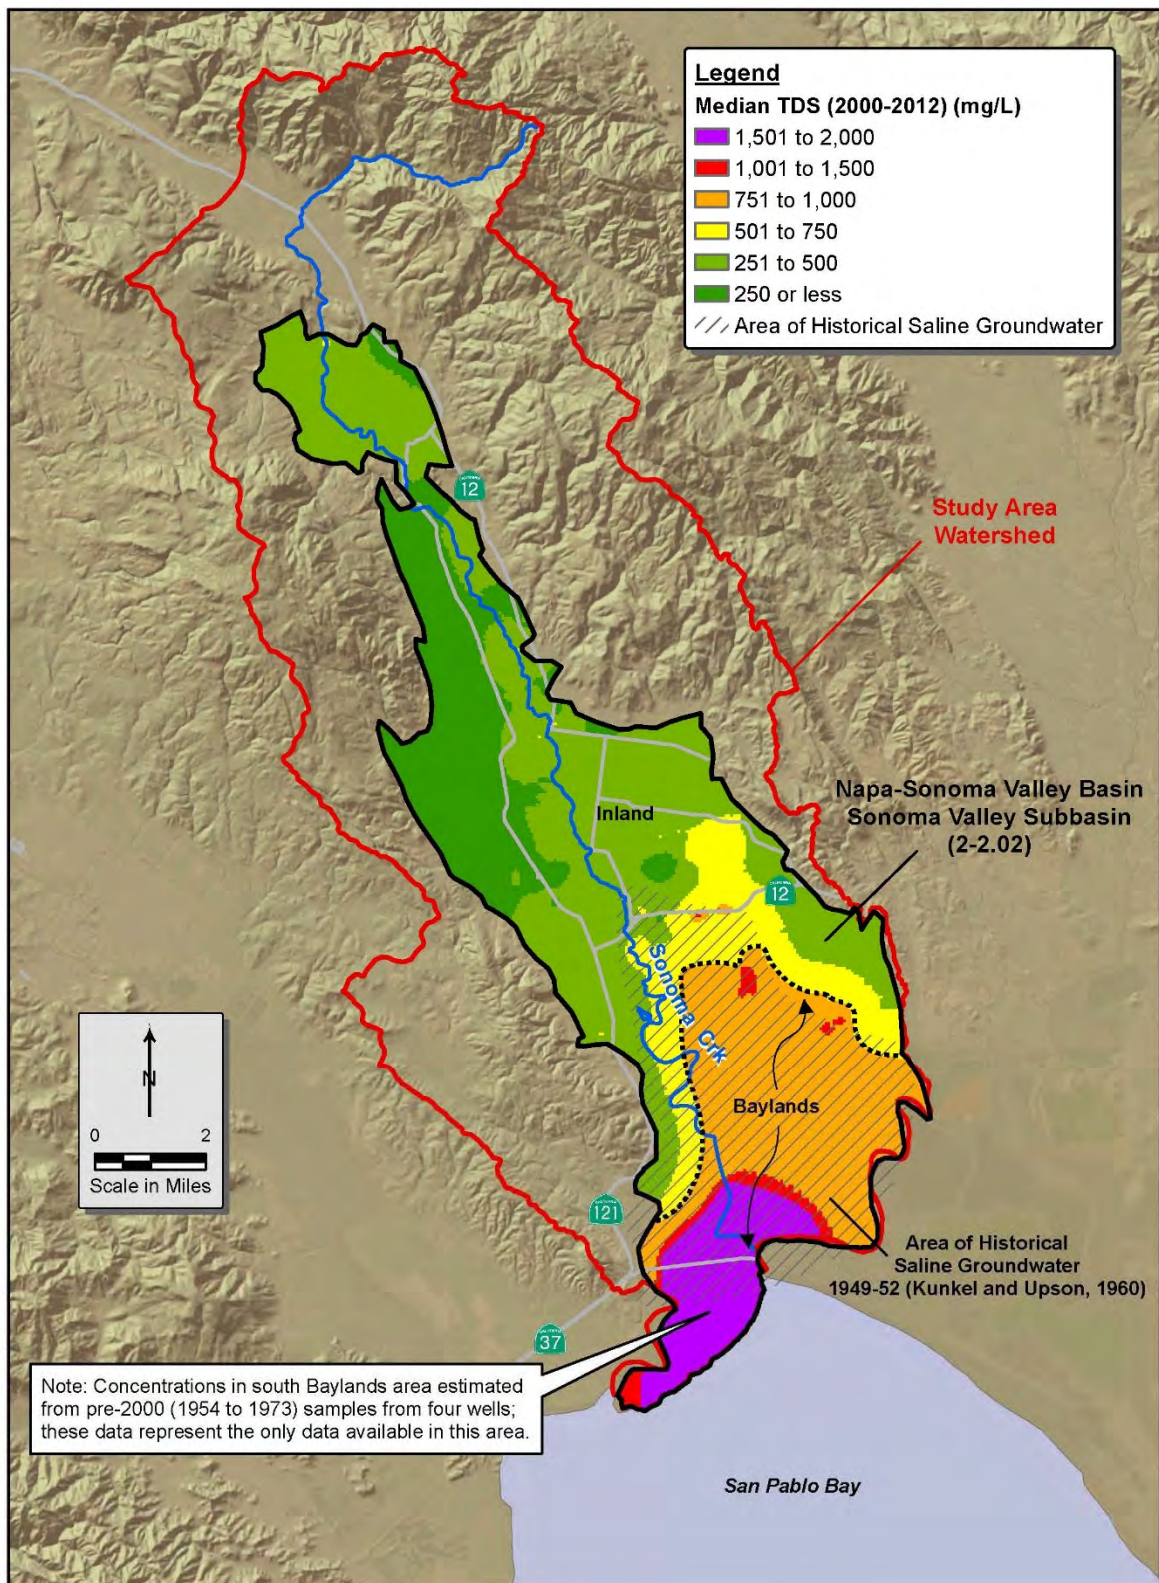 Legend
Median TDS (2000-2012) (mg/L)
1,501 to 2,000
1,001 to 1,500
751 to 1,000
501 to 750
251 to 500
250 or less
Area of Historical Saline Groundwater
CALIFORNIA
12
Study Area
Watershed
Napa-Sonoma Valley Basin
Sonoma Valley Subbasin
(2-2.02)
Inland
CALIFORNIA
12
Sonoma Crk
N
0 2
Scale in Miles
Baylands
CALIFORNIA
121
Area of Historical
Saline Groundwater
1949-52 (Kunkel and Upson, 1960)
CALIFORNIA
37
Note: Concentrations in south Baylands area estimated
from pre-2000 (1954 to 1973) samples from four wells;
these data represent the only data available in this area.
San Pablo Bay